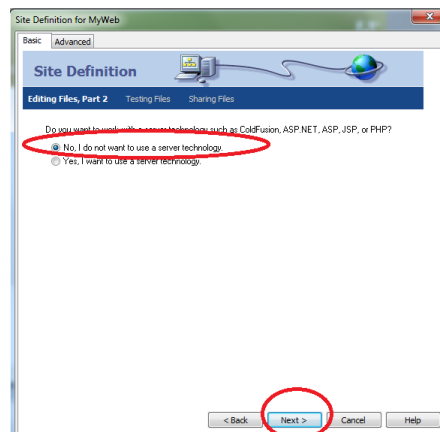 Site Definition for MyWeb
Basic Advanced
Site Definition
Editing Files, Part 2 Testing Files Sharing Files
Do you want to work with a server technology such as ColdFusion, ASP.NET, ASP, JSP, or PHP?
No, I do not want to use a server technology.
Yes, I want to use a server technology.
< Back Next > Cancel Help